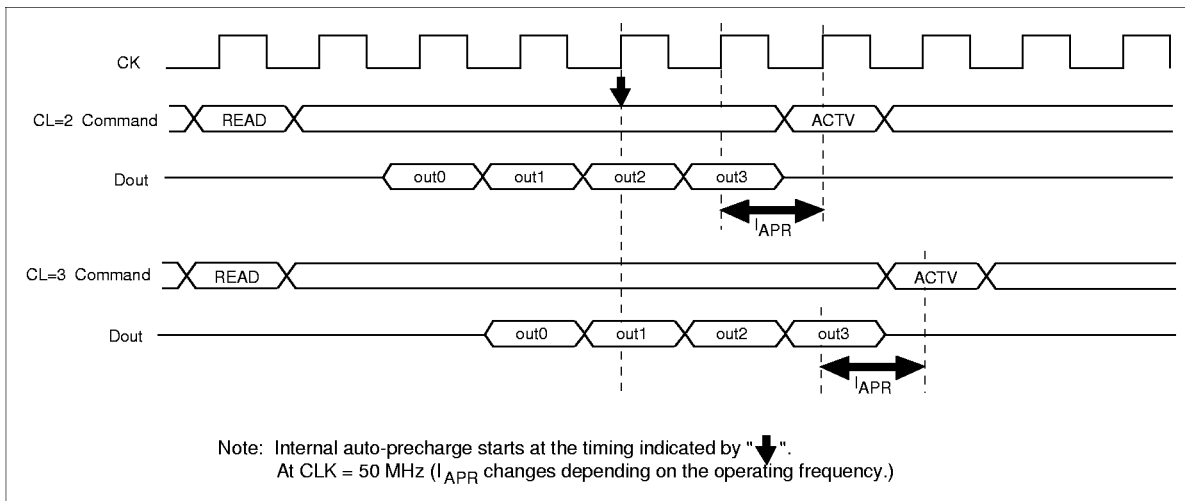 CK
CL=2 Command READ ACTV
Dout out0 out1 out2 out3
lAPR
CL=3 Command READ ACTV
Dout out0 out1 out2 out3
lAPR
Note: Internal auto-precharge starts at the timing indicated by " ".
At CLK = 50 MHz (lAPR changes depending on the operating frequency.)